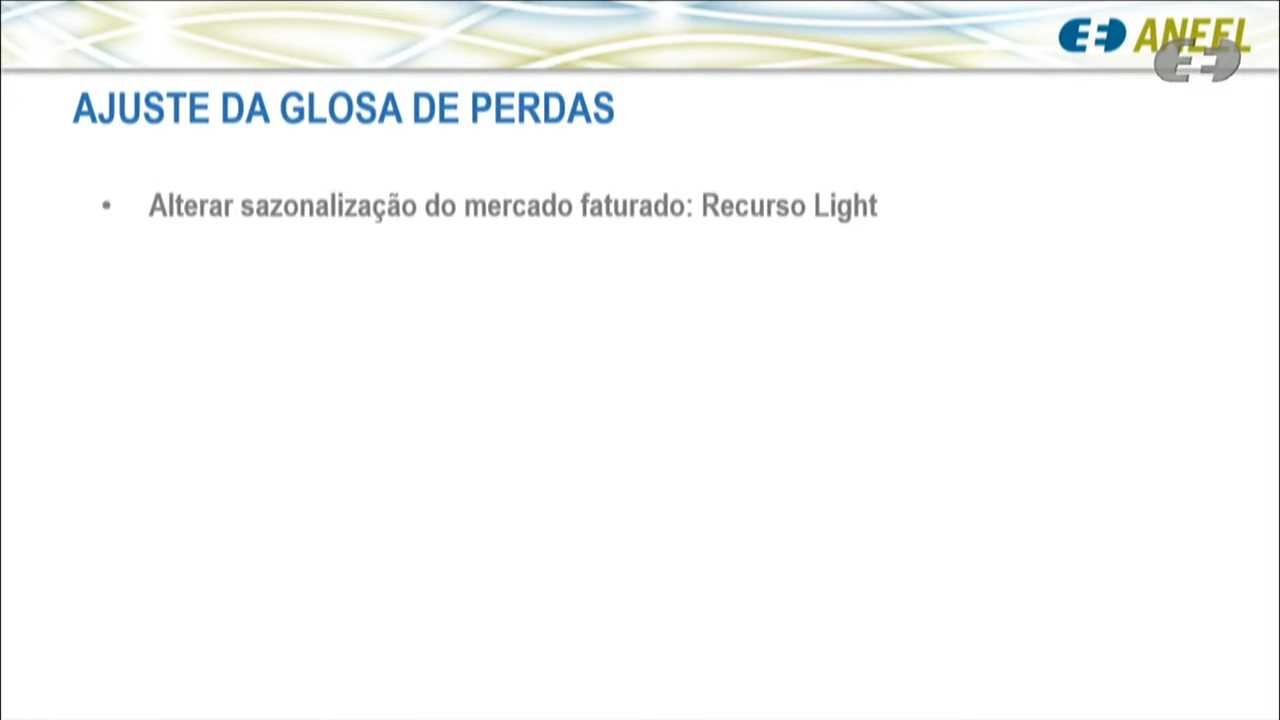 ANEEL
AJUSTE DA GLOSA DE PERDAS
• Alterar sazonalização do mercado faturado: Recurso Light